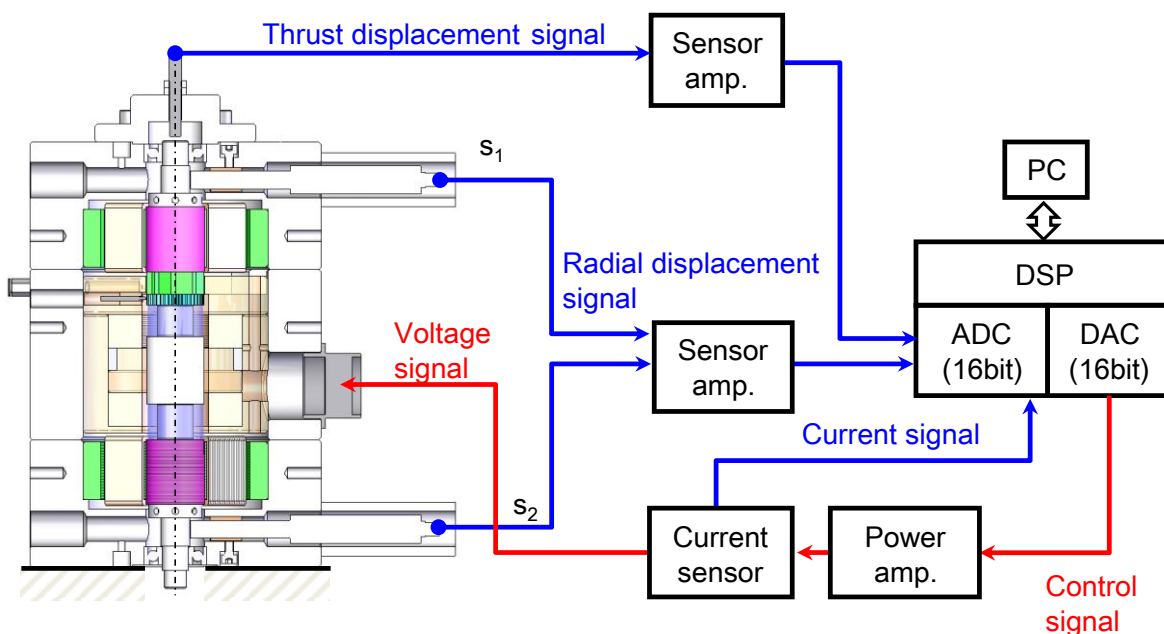 Thrust displacement signal
Sensor
amp.
s₁
PC
Radial displacement
signal
DSP
Voltage
signal
Sensor
amp.
ADC
(16bit)
DAC
(16bit)
Current signal
s₂
Current
sensor
Power
amp.
Control
signal